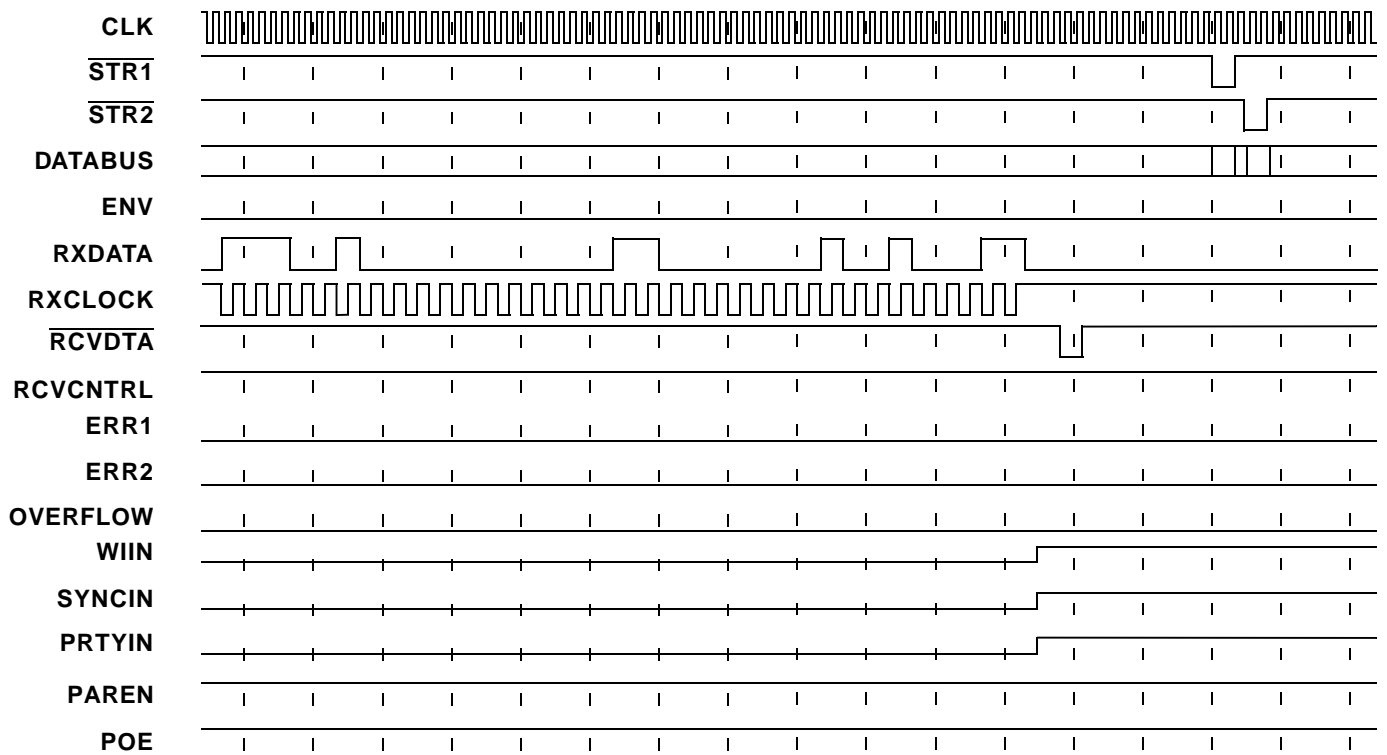 CLK
STR1
STR2
DATABUS
ENV
RXDATA
RXCLOCK
RCVDTA
RCVCNTRL
ERR1
ERR2
OVERFLOW
WIIN
SYNCIN
PRTYIN
PAREN
POE